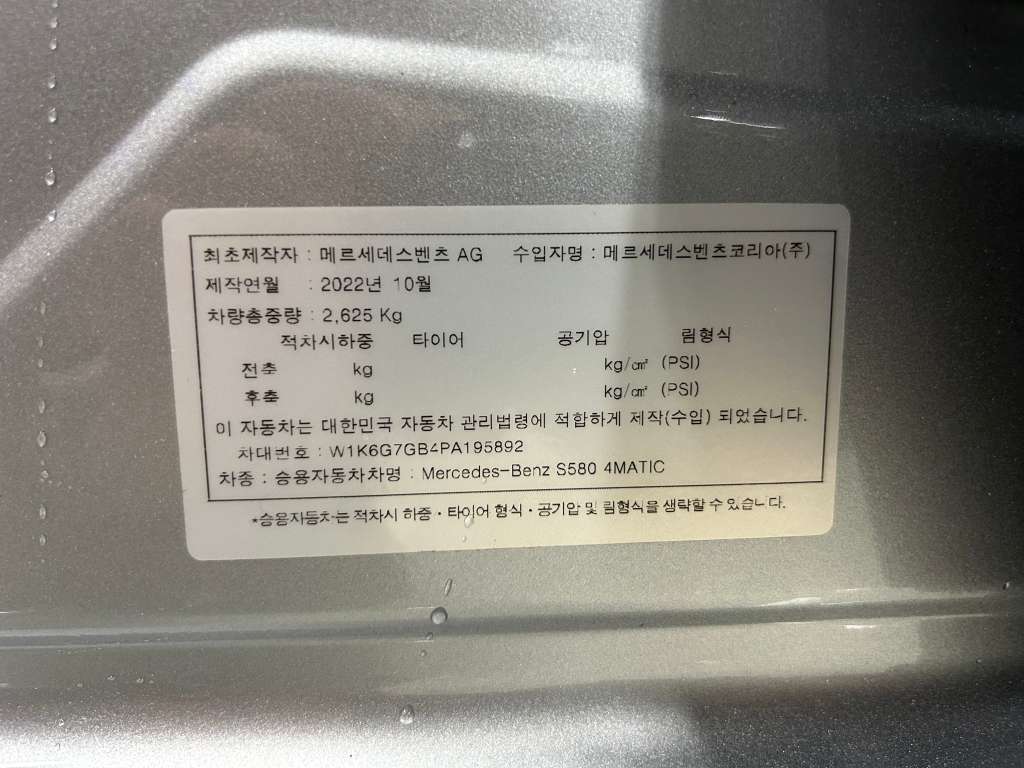 최초제작자 : 메르세데스벤츠 AG 수입자명 : 메르세데스벤츠코리아(주)
제작연월 : 2022년 10월
차량총중량 : 2,625 Kg
적차시하중 타이어 공기압 림형식
전축 kg kg/㎠ (PSI)
후축 kg kg/㎠ (PSI)
이 자동차는 대한민국 자동차 관리법령에 적합하게 제작(수입) 되었습니다.
차대번호 : W1K6G7GB4PA195892
차종 : 승용자동차차명 : Mercedes-Benz S580 4MATIC
*승용자동차는 적차시 하중·타이어 형식·공기압 및 림형식을 생략할 수 있습니다.